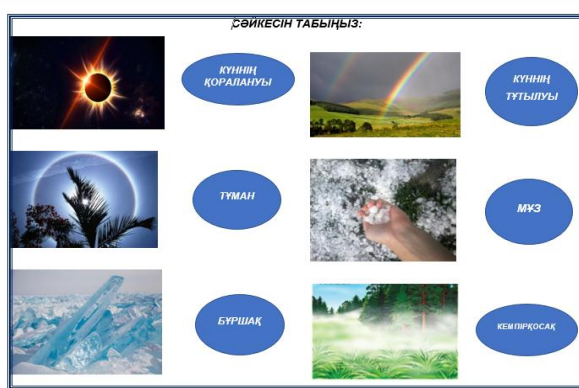 СӘЙКЕСІН ТАБЫҢЫЗ:
КҮННІҢ
ҚОРАЛАНУЫ
КҮННІҢ
ТҰТЫЛУЫ
ТҰМАН
МҰЗ
БҰРШАҚ
КЕМПІРҚОСАҚ